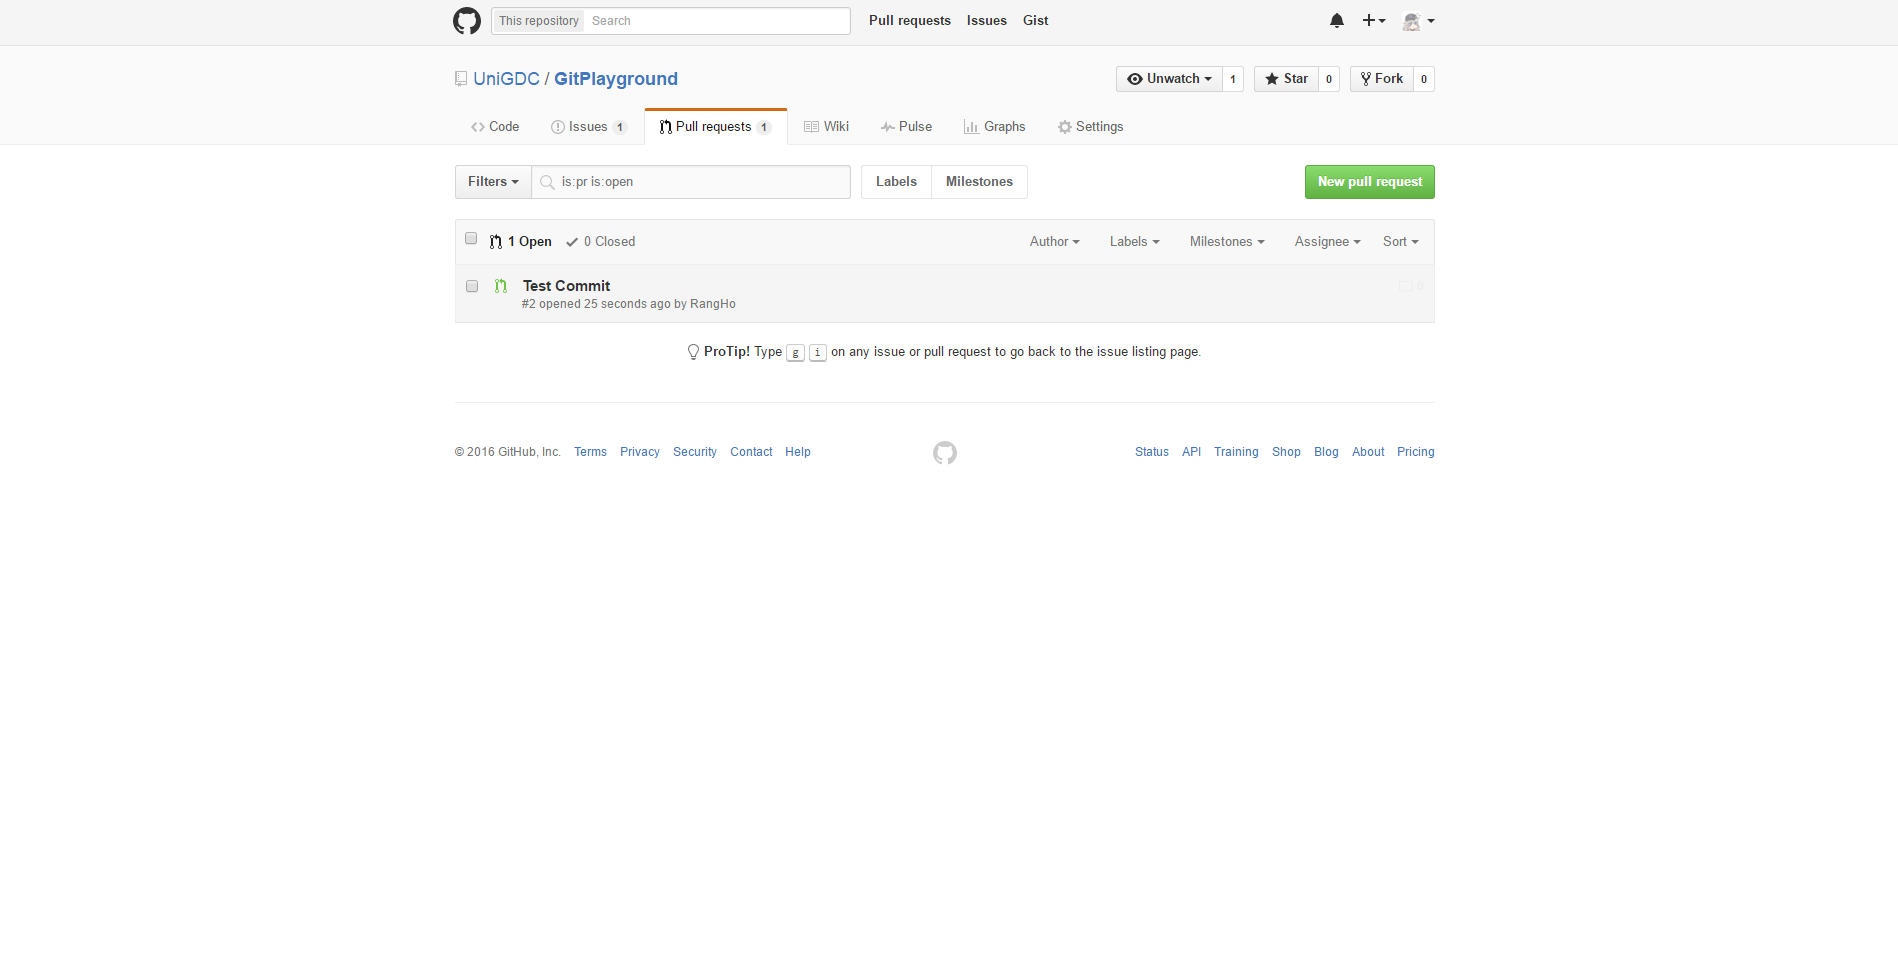 This repository Search Pull requests Issues Gist
UniGDC / GitPlayground Unwatch 1 Star 0 Fork 0
Code Issues 1 Pull requests 1 Wiki Pulse Graphs Settings
Filters is:pr is:open Labels Milestones New pull request
1 Open 0 Closed Author Labels Milestones Assignee Sort
Test Commit 0
#2 opened 25 seconds ago by RangHo
ProTip! Type g i on any issue or pull request to go back to the issue listing page.
© 2016 GitHub, Inc. Terms Privacy Security Contact Help Status API Training Shop Blog About Pricing